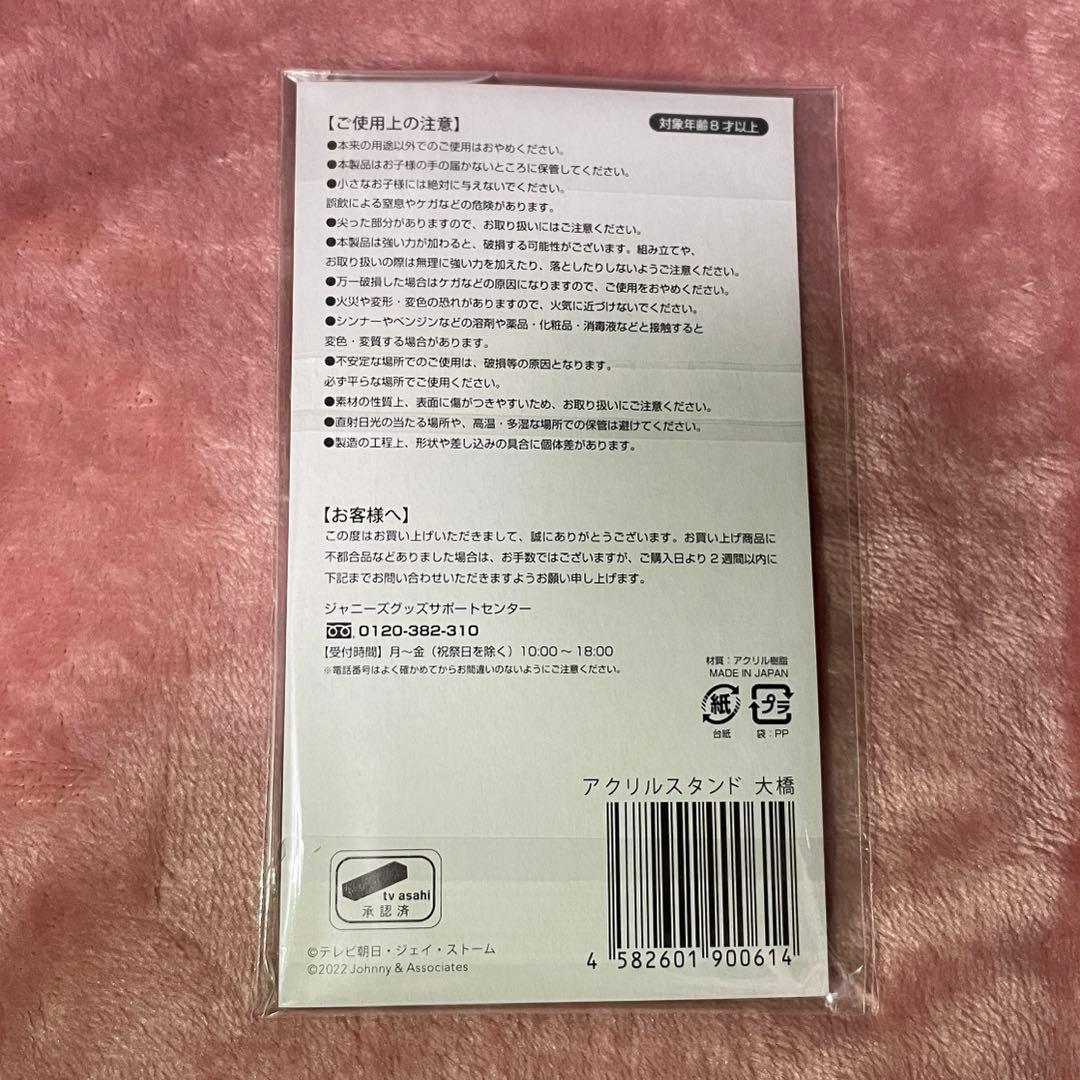 【ご使用上の注意】
対象年齢8才以上
●本来の用途以外でのご使用はおやめください。
●本製品はお子様の手の届かないところに保管してください。
●小さなお子様には絶対に与えないでください。
誤飲による窒息やケガなどの危険があります。
●尖った部分がありますので、お取り扱いにはご注意ください。
●本製品は強い力が加わると、破損する可能性がございます。組み立てや、
お取り扱いの際は無理に強い力を加えたり、落としたりしないようご注意ください。
●万一破損した場合はケガなどの原因になりますので、ご使用をおやめください。
●火災や変形・変色の恐れがありますので、火気に近づけないでください。
●シンナーやベンジンなどの溶剤や薬品・化粧品・消毒液などと接触すると
変色・変質する場合があります。
●不安定な場所でのご使用は、破損等の原因となります。
必ず平らな場所でご使用ください。
●素材の性質上、表面に傷がつきやすいため、お取り扱いにご注意ください。
●直射日光の当たる場所や、高温・多湿な場所での保管は避けてください。
●製造の工程上、形状や差し込みの具合に個体差があります。
【お客様へ】
この度はお買い上げいただきまして、誠にありがとうございます。お買い上げ商品に
不都合品などありました場合は、お手数ではございますが、ご購入日より2週間以内に
下記までお問い合わせいただきますようお願い申し上げます。
ジャニーズグッズサポートセンター
0120-382-310
【受付時間】月〜金（祝祭日を除く）10:00〜18:00
※電話番号はよく確かめてからお間違いのないようにご注意ください。
材質：アクリル樹脂
MADE IN JAPAN
紙 プラ
台紙 袋：PP
アクリルスタンド 大橋
tv asahi
承認済
©テレビ朝日・ジェイ・ストーム
©2022 Johnny & Associates
4 582601 900614